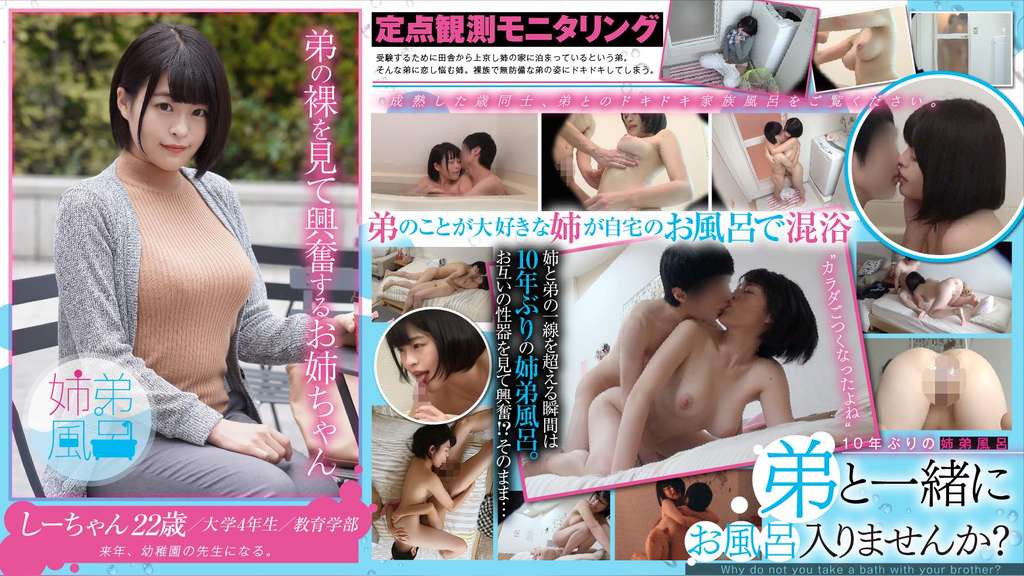 弟の裸を見て興奮するお姉ちゃん
姉弟
風呂
しーちゃん 22歳／大学4年生／教育学部
来年、幼稚園の先生になる。
定点観測モニタリング
受験するために田舎から上京し姉の家に泊まっているという弟。
そんな弟に恋し悩む姉。裸族で無防備な弟の姿にドキドキしてしまう。
成熟した歳同士、弟とのドキドキ家族風呂をご覧ください。
弟のことが大好きな姉が自宅のお風呂で混浴
姉と弟の一線を超える瞬間は
10年ぶりの姉弟風呂。
お互いの性器を見て興奮!?そのまま…
"カラダごつくなったよね"
10年ぶりの姉弟風呂
弟と一緒に
お風呂入りませんか?
Why do not you take a bath with your brother?